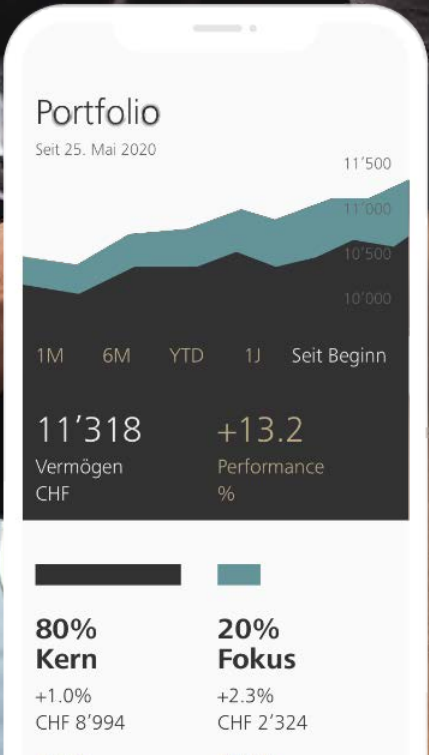 Portfolio
Seit 25. Mai 2020
11’500
11’000
10’500
10’000
1M 6M YTD 1J Seit Beginn
11’318 +13.2
Vermögen Performance
CHF %
80% 20%
Kern Fokus
+1.0% +2.3%
CHF 8’994 CHF 2’324